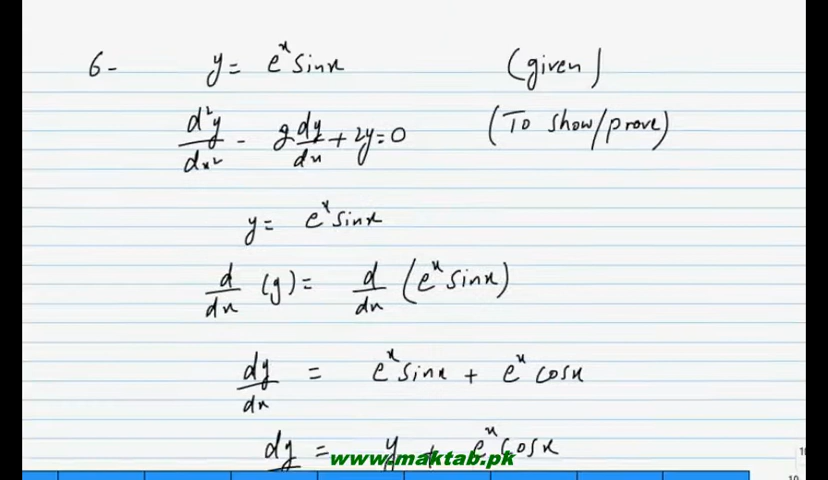 6- y = e^x sinx (given)
d²y/dx² - 2 dy/dx + 2y = 0 (To show/prove)
y = e^x sinx
d/dx (y) = d/dx (e^x sinx)
dy/dx = e^x sinx + e^x cosx
dy = y + e^x cosx
www.maktab.pk
10